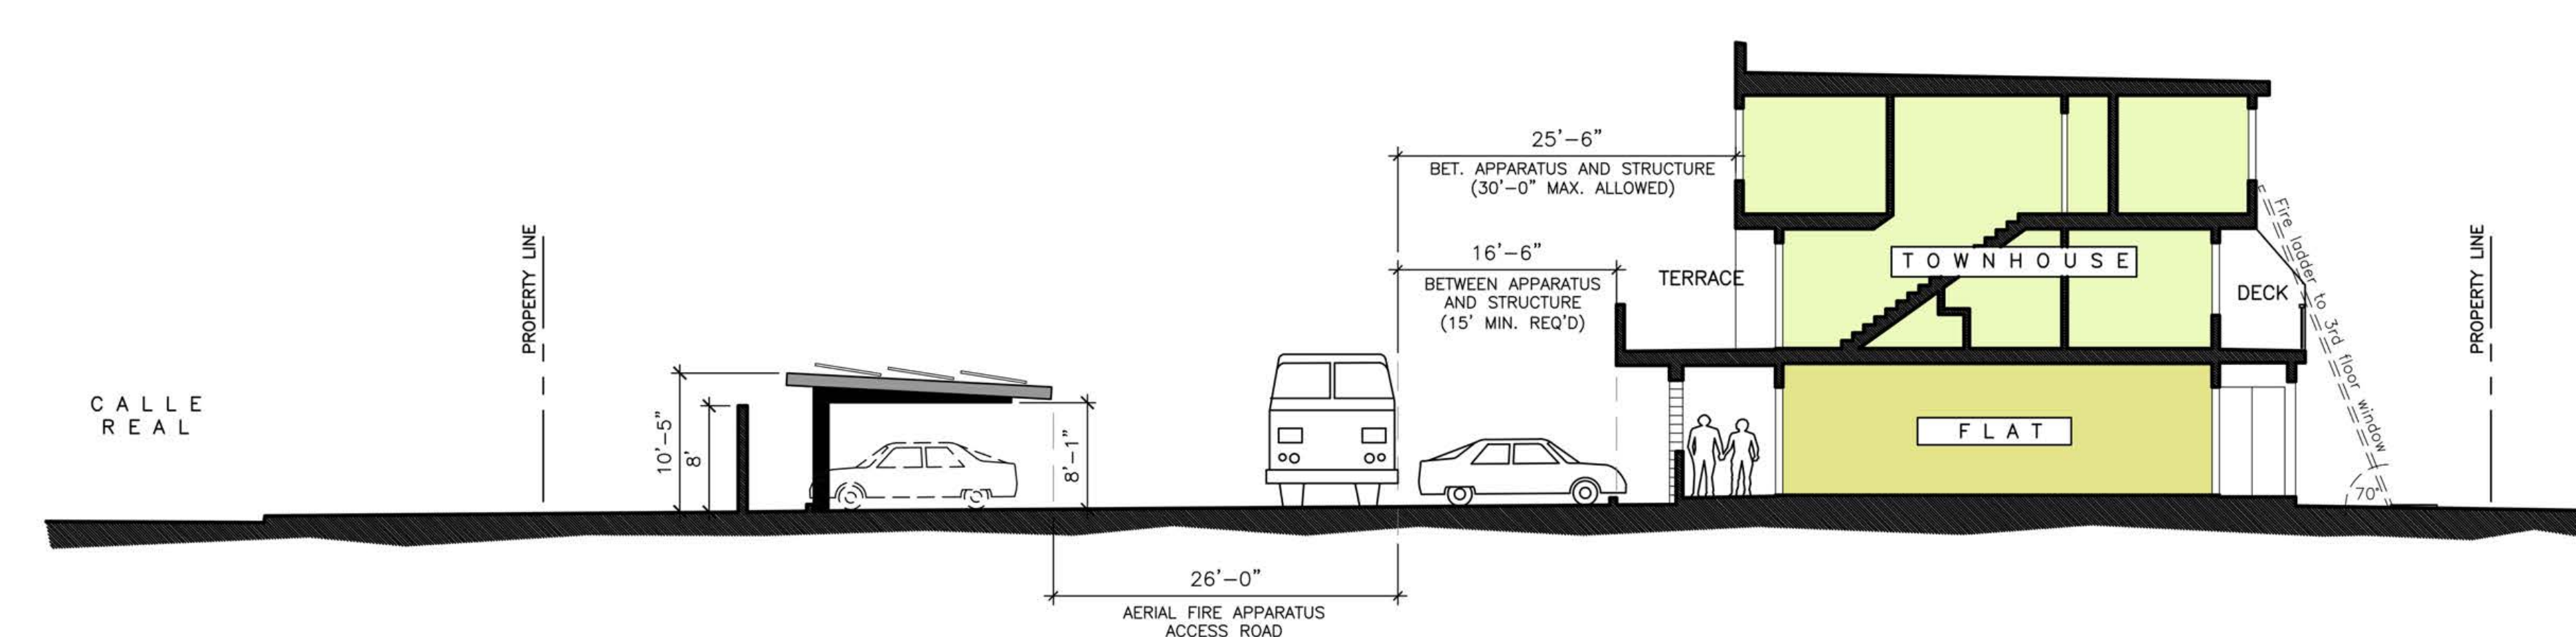 CALLE
REAL
PROPERTY LINE
10'-5"
8'
8'-1"
26'-0"
AERIAL FIRE APPARATUS
ACCESS ROAD
25'-6"
BET. APPARATUS AND STRUCTURE
(30'-0" MAX. ALLOWED)
16'-6"
BETWEEN APPARATUS
AND STRUCTURE
(15' MIN. REQ'D)
TERRACE
TOWNHOUSE
DECK
FLAT
Fire ladder to 3rd floor window
70°
PROPERTY LINE